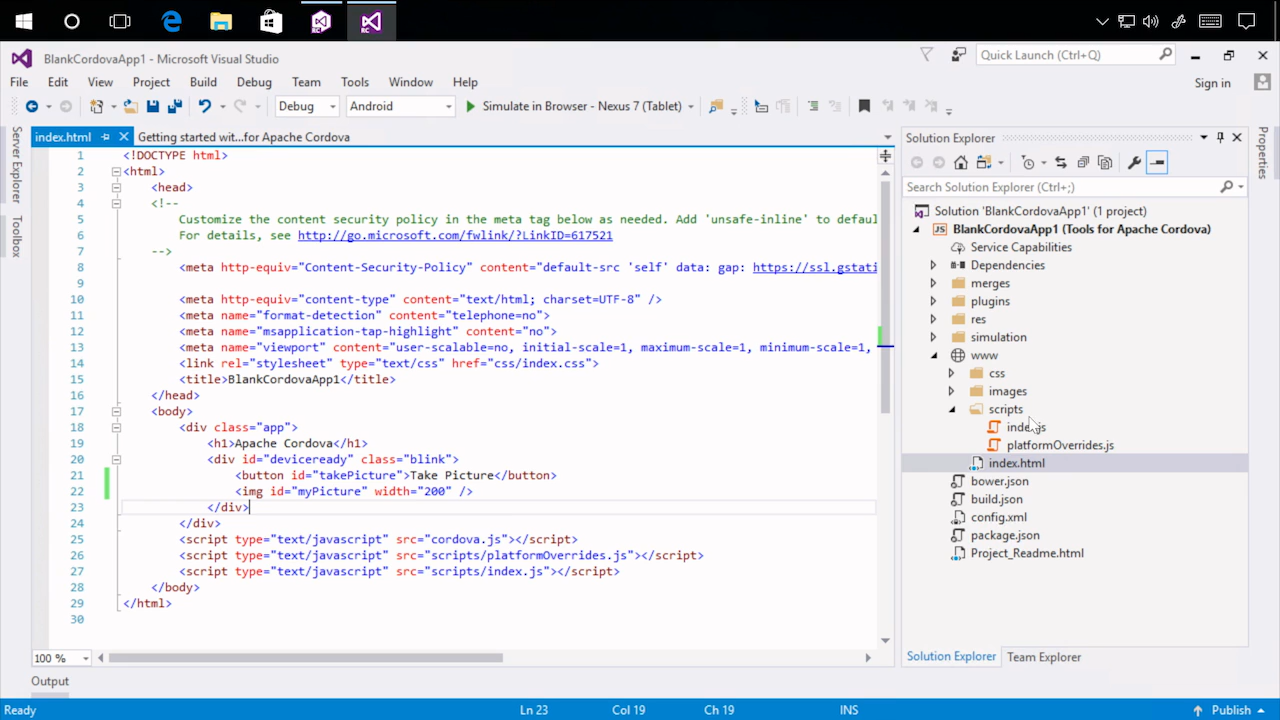 BlankCordovaApp1 - Microsoft Visual Studio
Quick Launch (Ctrl+Q)
File Edit View Project Build Debug Team Tools Window Help
Sign in
Debug Android Simulate in Browser - Nexus 7 (Tablet)
Server Explorer
Toolbox
index.html
Getting started wit...for Apache Cordova
1 <!DOCTYPE html>
2 <html>
3 <head>
4 <!--
5 Customize the content security policy in the meta tag below as needed. Add 'unsafe-inline' to defaul
6 For details, see http://go.microsoft.com/fwlink/?LinkID=617521
7 -->
8 <meta http-equiv="Content-Security-Policy" content="default-src 'self' data: gap: https://ssl.gstati
9
10 <meta http-equiv="content-type" content="text/html; charset=UTF-8" />
11 <meta name="format-detection" content="telephone=no">
12 <meta name="msapplication-tap-highlight" content="no">
13 <meta name="viewport" content="user-scalable=no, initial-scale=1, maximum-scale=1, minimum-scale=1,
14 <link rel="stylesheet" type="text/css" href="css/index.css">
15 <title>BlankCordovaApp1</title>
16 </head>
17 <body>
18 <div class="app">
19 <h1>Apache Cordova</h1>
20 <div id="deviceready" class="blink">
21 <button id="takePicture">Take Picture</button>
22 <img id="myPicture" width="200" />
23 </div>
24 </div>
25 <script type="text/javascript" src="cordova.js"></script>
26 <script type="text/javascript" src="scripts/platformOverrides.js"></script>
27 <script type="text/javascript" src="scripts/index.js"></script>
28 </body>
29 </html>
30
100 %
Output
Solution Explorer
Search Solution Explorer (Ctrl+;)
Solution 'BlankCordovaApp1' (1 project)
JS BlankCordovaApp1 (Tools for Apache Cordova)
Service Capabilities
Dependencies
merges
plugins
res
simulation
www
css
images
scripts
index.js
platformOverrides.js
index.html
bower.json
build.json
config.xml
package.json
Project_Readme.html
Solution Explorer Team Explorer
Properties
Ready Ln 23 Col 19 Ch 19 INS Publish